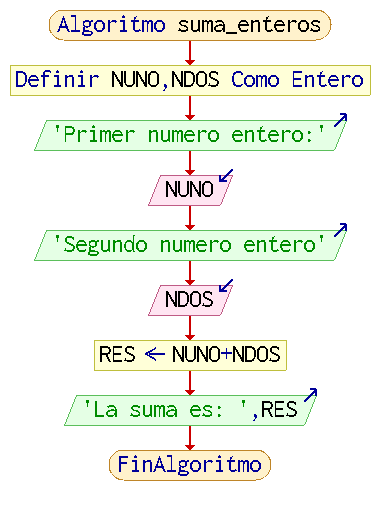 Algoritmo suma_enteros
Definir NUNO,NDOS Como Entero
'Primer numero entero:'
NUNO
'Segundo numero entero'
NDOS
RES ← NUNO+NDOS
'La suma es: ',RES
FinAlgoritmo